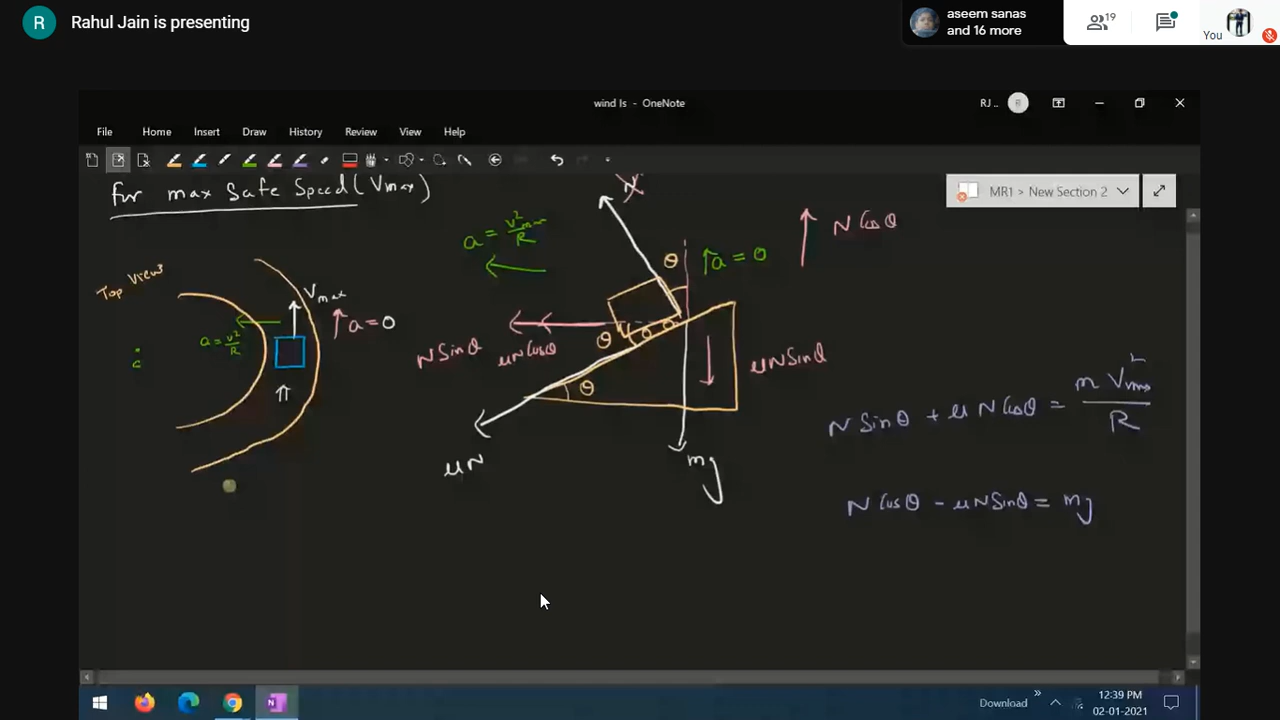 R
Rahul Jain is presenting
aseem sanas
and 16 more
19
You
wind Is - OneNote
RJ ..
File Home Insert Draw History Review View Help
MR1 > New Section 2
For max Safe Speed (Vmax)
Top View
Vmax
a = v²/R
a = 0
c
a = v²max/R
N
θ
a = 0
N Cosθ
N Sinθ
μN Cosθ
θ
θ
μN Sinθ
μN
mg
N Sinθ + μ N Cosθ = m V²max / R
N Cosθ - μN Sinθ = mg
Download
12:39 PM
02-01-2021